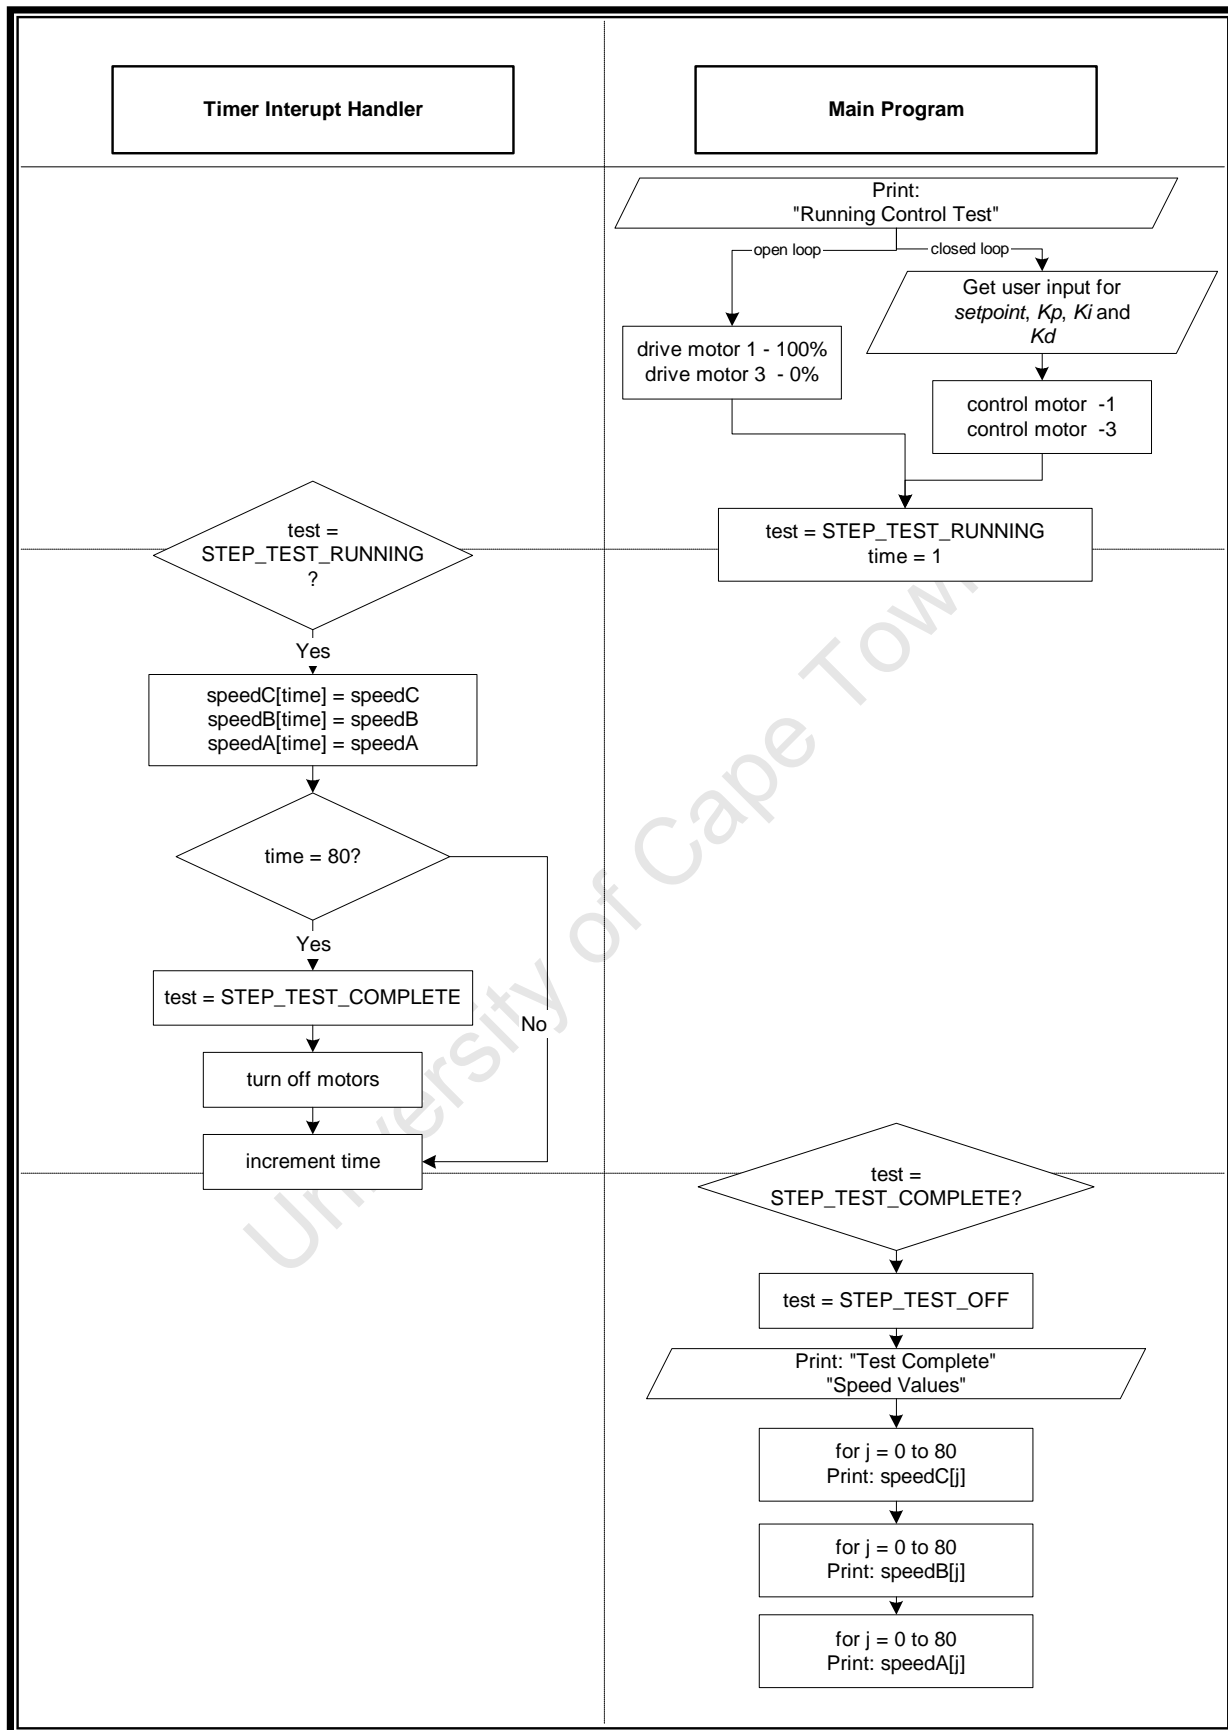 Timer Interupt Handler
Main Program
Print:
"Running Control Test"
open loop
closed loop
Get user input for
setpoint, Kp, Ki and
Kd
drive motor 1 - 100%
drive motor 3 - 0%
control motor -1
control motor -3
test = STEP_TEST_RUNNING
time = 1
test =
STEP_TEST_RUNNING
?
Yes
speedC[time] = speedC
speedB[time] = speedB
speedA[time] = speedA
time = 80?
Yes
No
test = STEP_TEST_COMPLETE
turn off motors
increment time
test =
STEP_TEST_COMPLETE?
test = STEP_TEST_OFF
Print: "Test Complete"
"Speed Values"
for j = 0 to 80
Print: speedC[j]
for j = 0 to 80
Print: speedB[j]
for j = 0 to 80
Print: speedA[j]
University of Cape Town